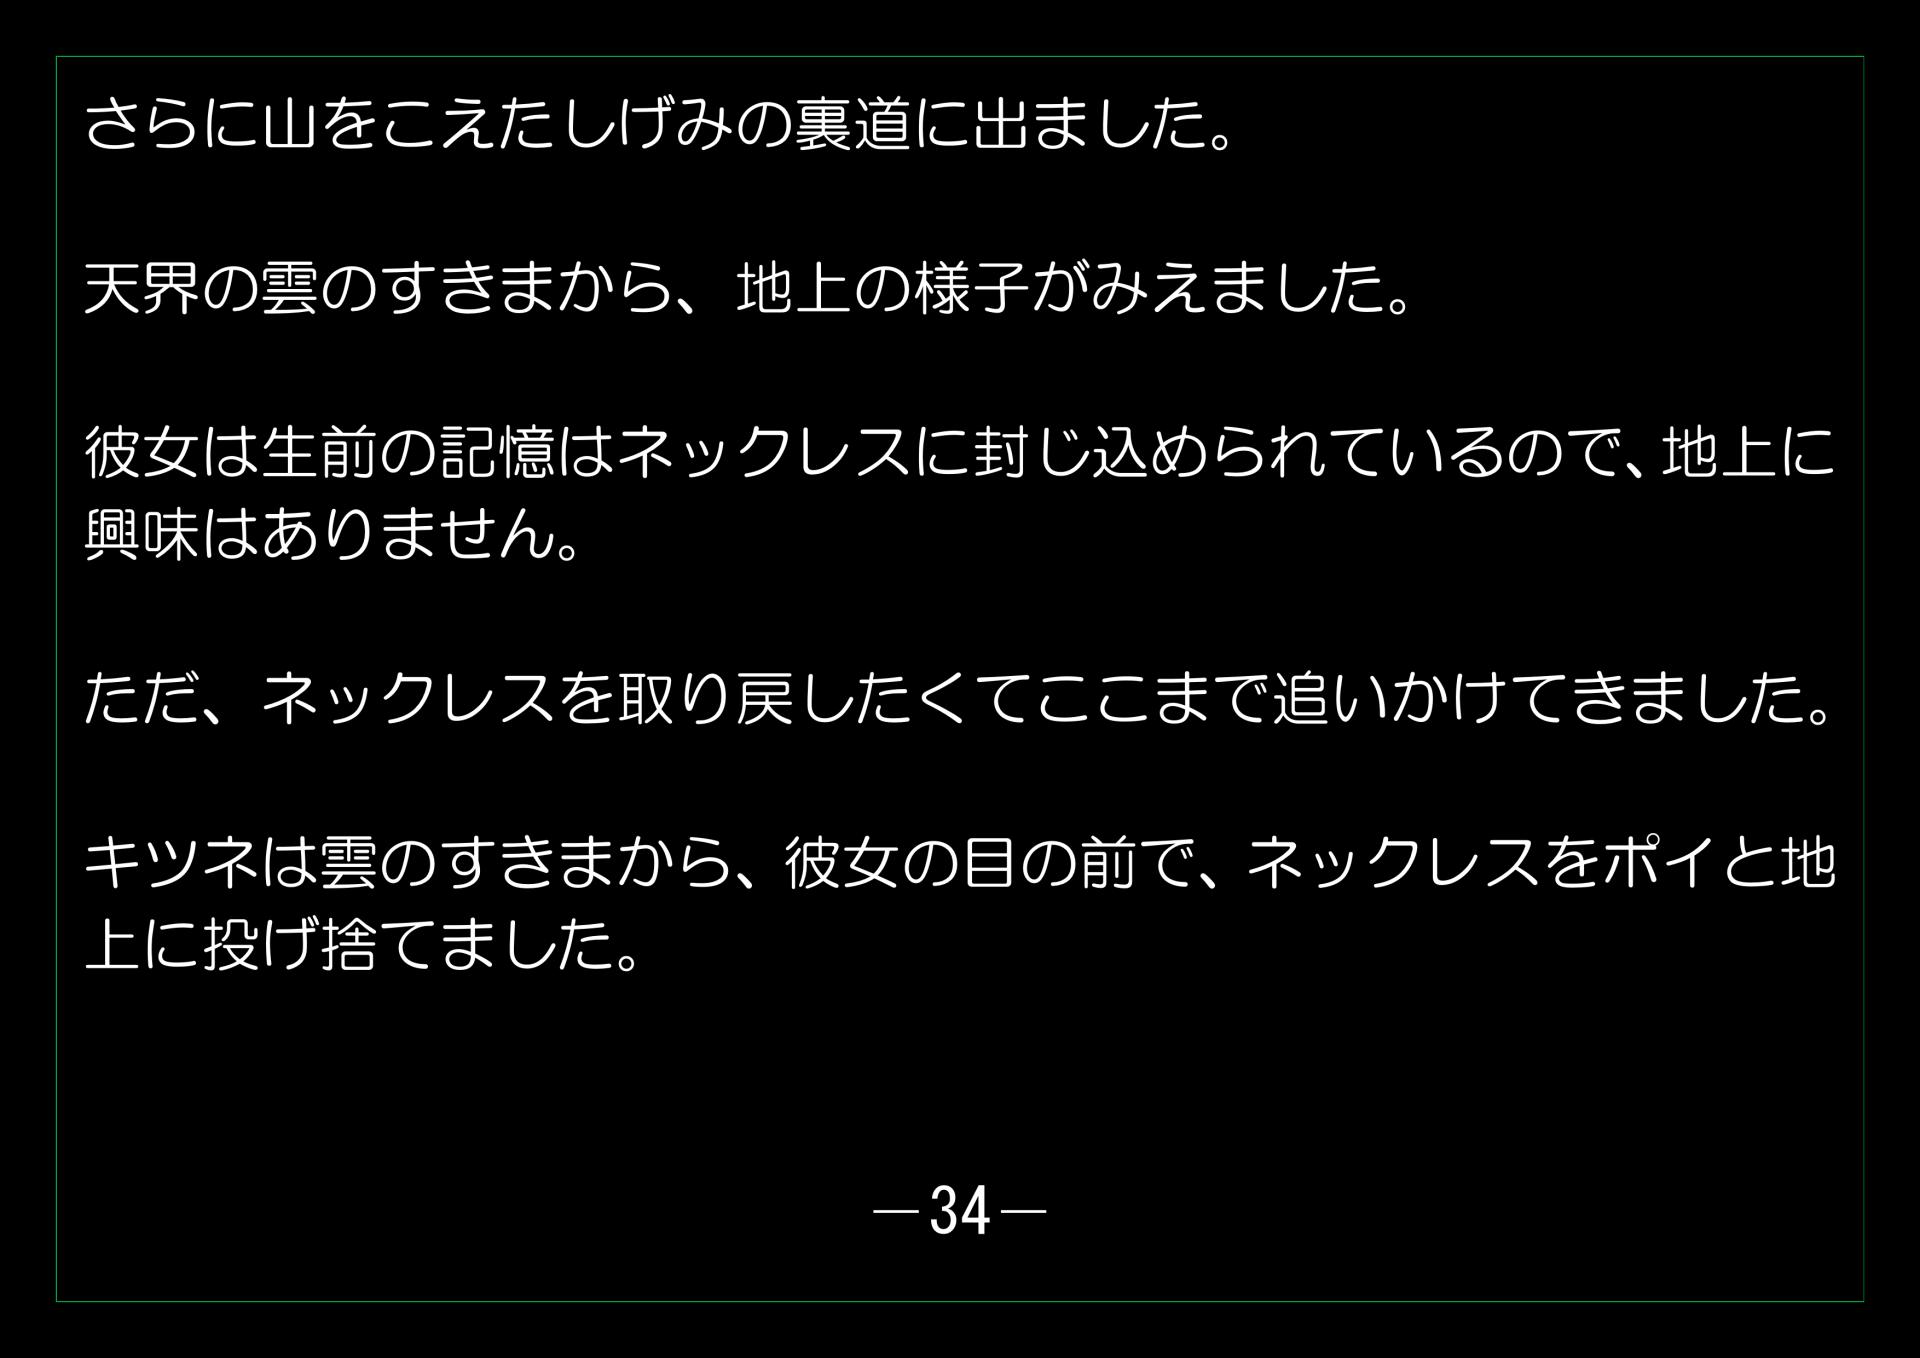 さらに山をこえたしげみの裏道に出ました。
天界の雲のすきまから、地上の様子がみえました。
彼女は生前の記憶はネックレスに封じ込められているので、地上に
興味はありません。
ただ、ネックレスを取り戻したくてここまで追いかけてきました。
キツネは雲のすきまから、彼女の目の前で、ネックレスをポイと地
上に投げ捨てました。
―34―